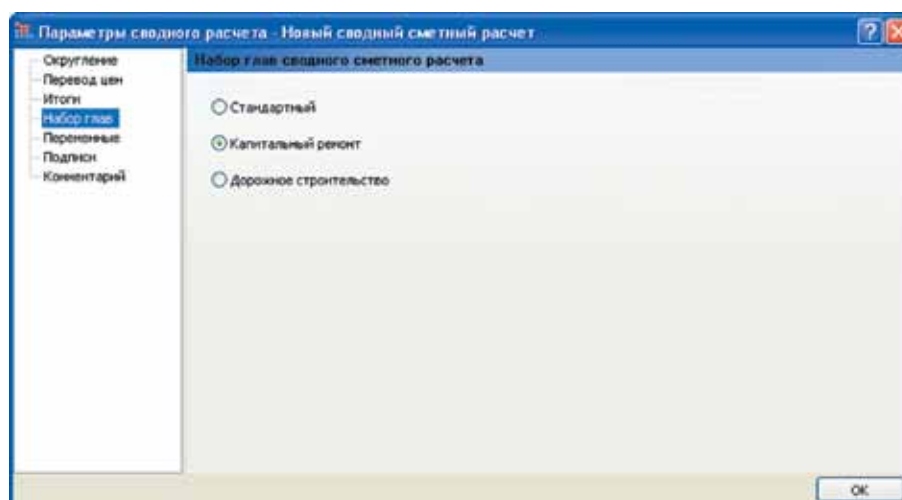 Параметры сводного расчета - Новый сводный сметный расчет
Округление
Перевод цен
Итоги
Набор глав
Переменные
Подписи
Комментарий
Набор глав сводного сметного расчета
Стандартный
Капитальный ремонт
Дорожное строительство
ОК